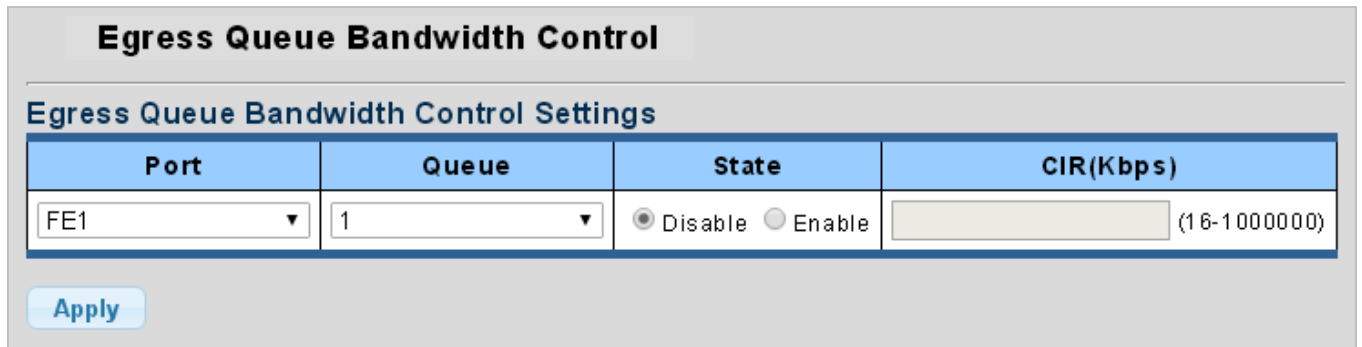 Egress Queue Bandwidth Control
Egress Queue Bandwidth Control Settings
Port Queue State CIR(Kbps)
FE1 1 Disable Enable (16-1000000)
Apply